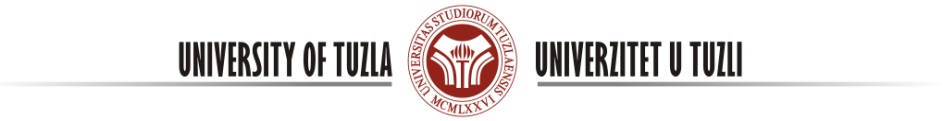 UNIVERSITY OF TUZLA
UNIVERSITAS STUDIORUM TUZLAENSIS
MCMLXXVI
UNIVERZITET U TUZLI